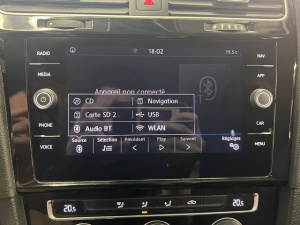 RADIO
18:02
19.5
NAV
MEDIA
Appareil non connecté
APP
CD
Navigation
Carte SD 2
USB
PHONE
Audio BT
WLAN
CAR
VOICE
Source
Sélection
Précédent
Play
Suivant
Réglages
MENU
20.5
20.5